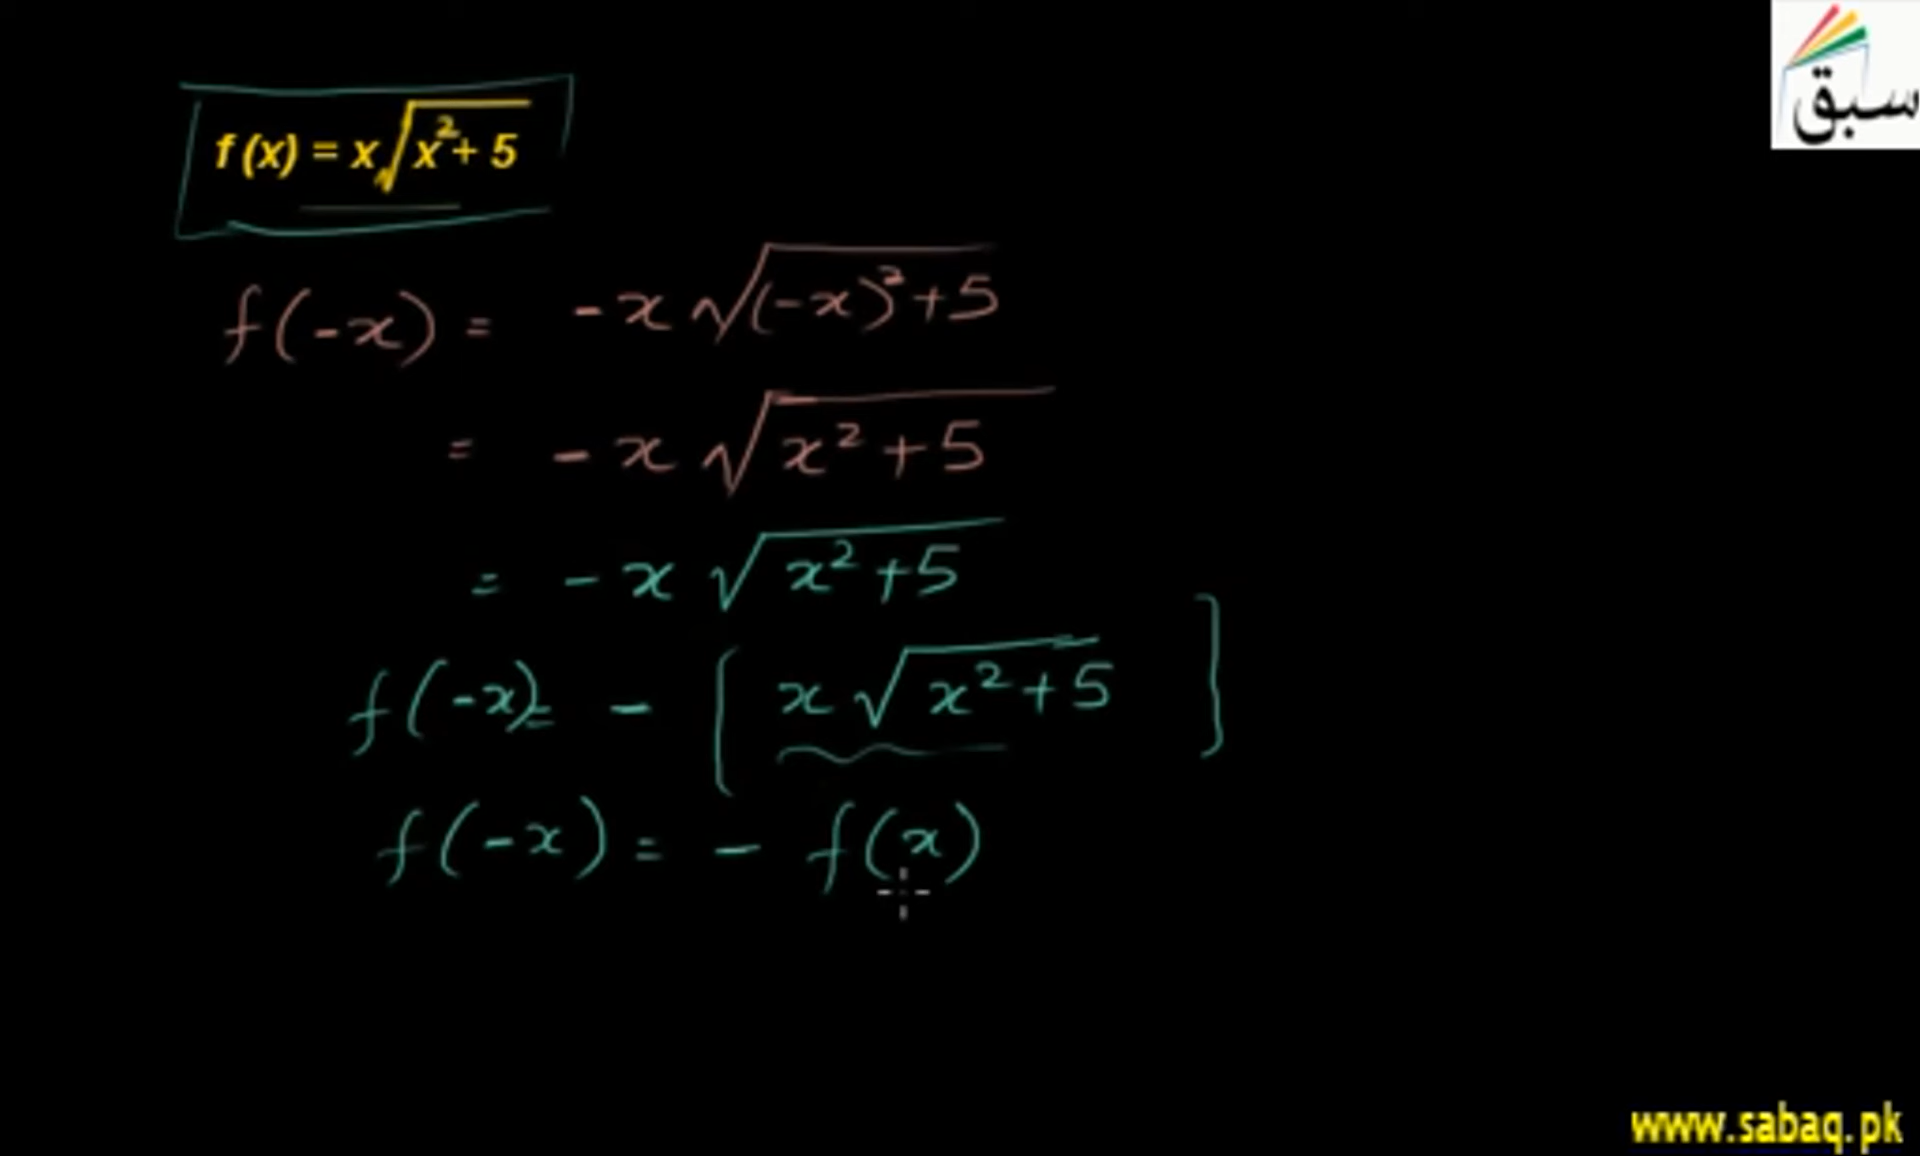 سبق
f (x) = x√x²+ 5
f(-x) = -x√(-x)²+5
= -x√x²+5
= -x√x²+5
f(-x)= -[x√x²+5]
f(-x) = - f(x)
www.sabaq.pk